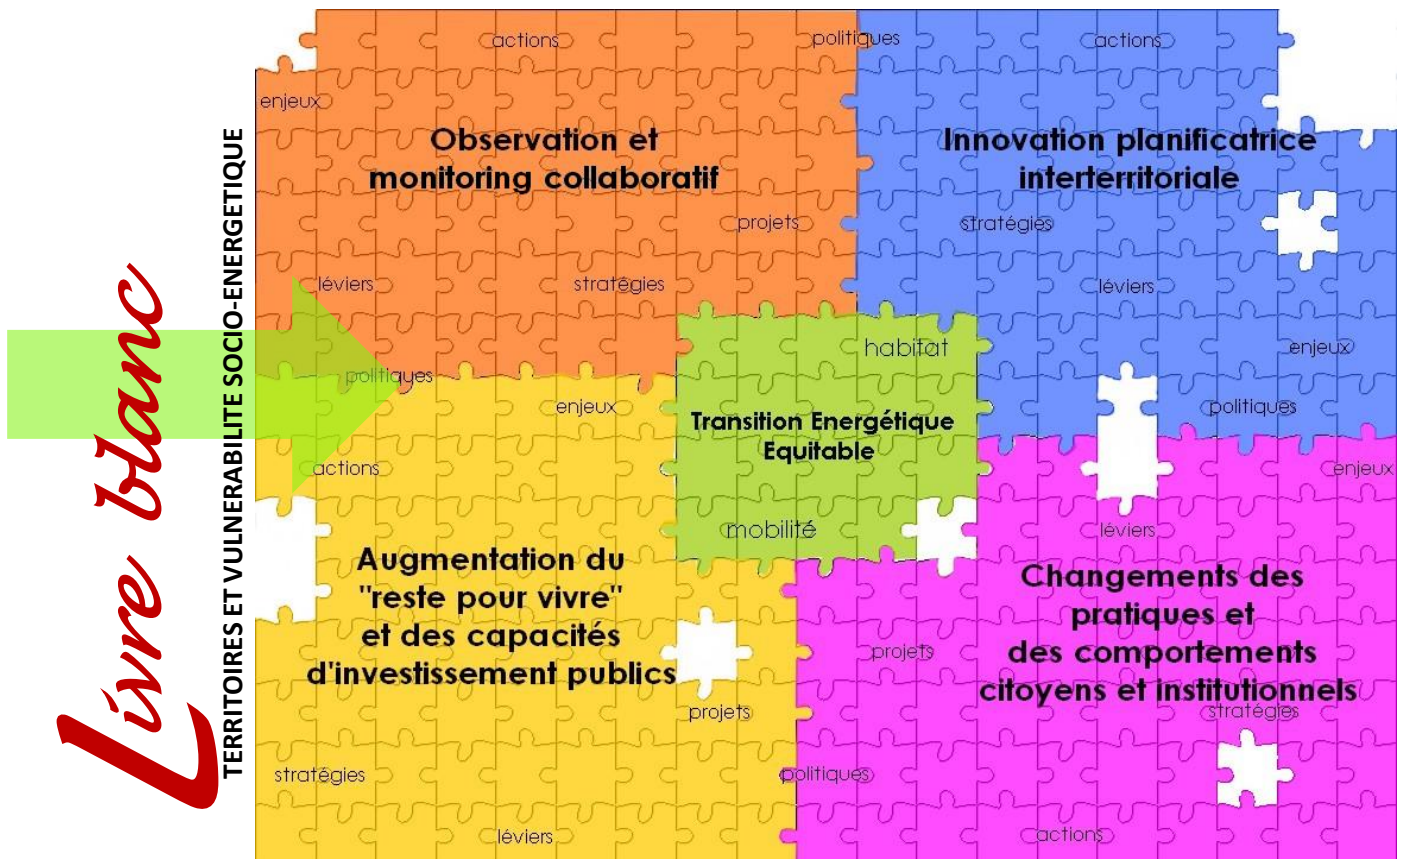 Livre blanc
TERRITOIRES ET VULNERABILITE SOCIO-ENERGETIQUE
actions
politiques
actions
enjeux
Observation et
monitoring collaboratif
Innovation planificatrice
interterritoriale
projets
stratégies
léviers
stratégies
léviers
habitat
enjeux
politiques
enjeux
politiques
Transition Energétique
Equitable
actions
enjeux
mobilité
léviers
Augmentation du
"reste pour vivre"
et des capacités
d'investissement publics
Changements des
pratiques et
des comportements
citoyens et institutionnels
projets
projets
stratégies
stratégies
politiques
léviers
actions